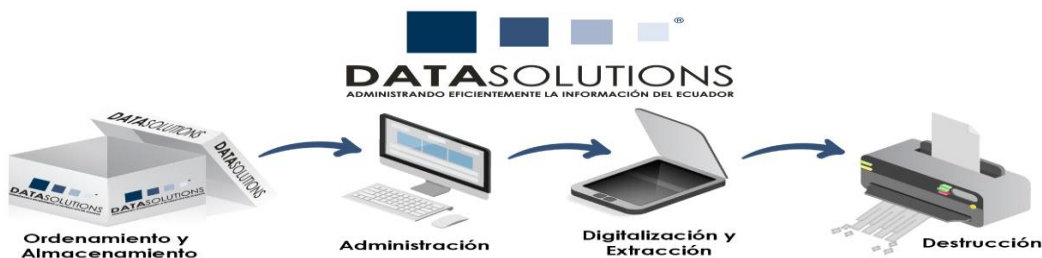 ®
DATASOLUTIONS
ADMINISTRANDO EFICIENTEMENTE LA INFORMACIÓN DEL ECUADOR
DATASOLUTIONS
DATASOLUTIONS
DATASOLUTIONS
DATASOLUTIONS
Ordenamiento y
Almacenamiento
Administración
Digitalización y
Extracción
Destrucción